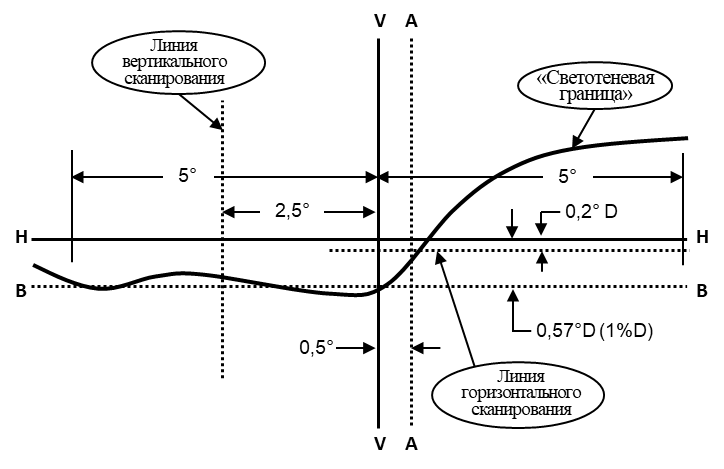 V A
Линия
вертикального
сканирования
«Светотеневая
граница»
5° 5°
2,5° 0,2° D
H H
B B
0,5° 0,57°D (1%D)
Линия
горизонтального
сканирования
V A